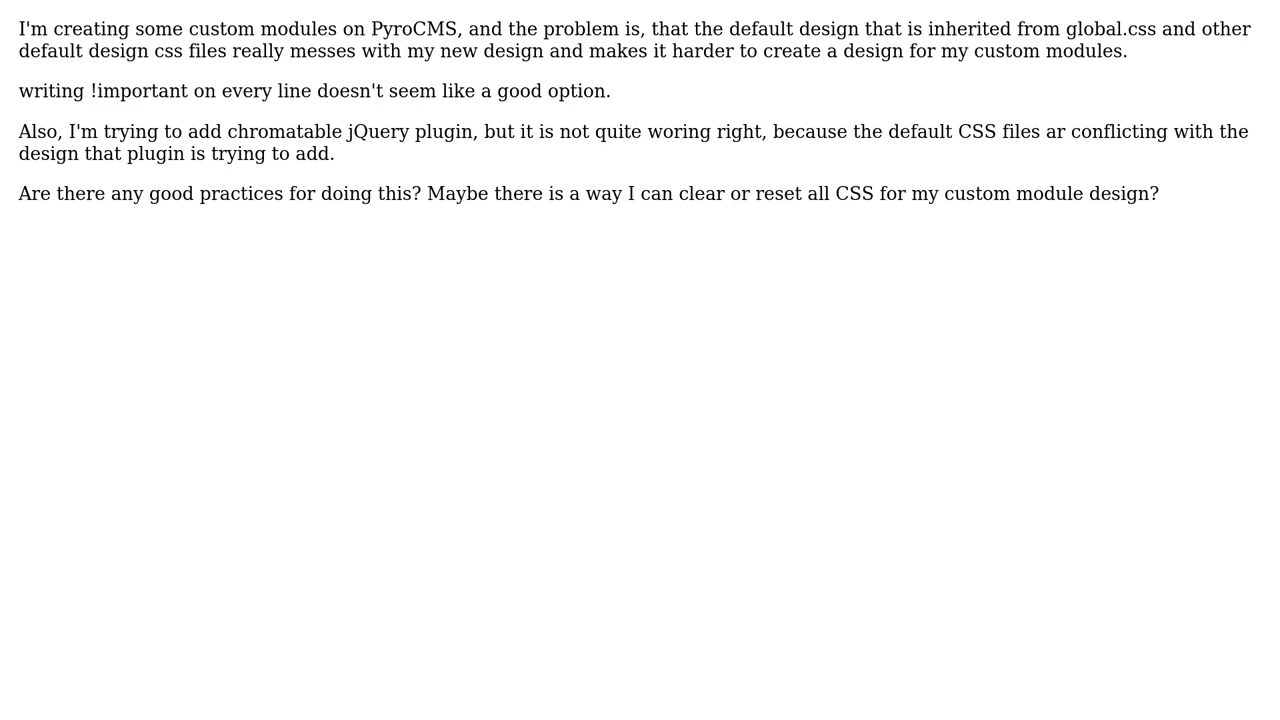 I'm creating some custom modules on PyroCMS, and the problem is, that the default design that is inherited from global.css and other
default design css files really messes with my new design and makes it harder to create a design for my custom modules.
writing !important on every line doesn't seem like a good option.
Also, I'm trying to add chromatable jQuery plugin, but it is not quite woring right, because the default CSS files ar conflicting with the
design that plugin is trying to add.
Are there any good practices for doing this? Maybe there is a way I can clear or reset all CSS for my custom module design?